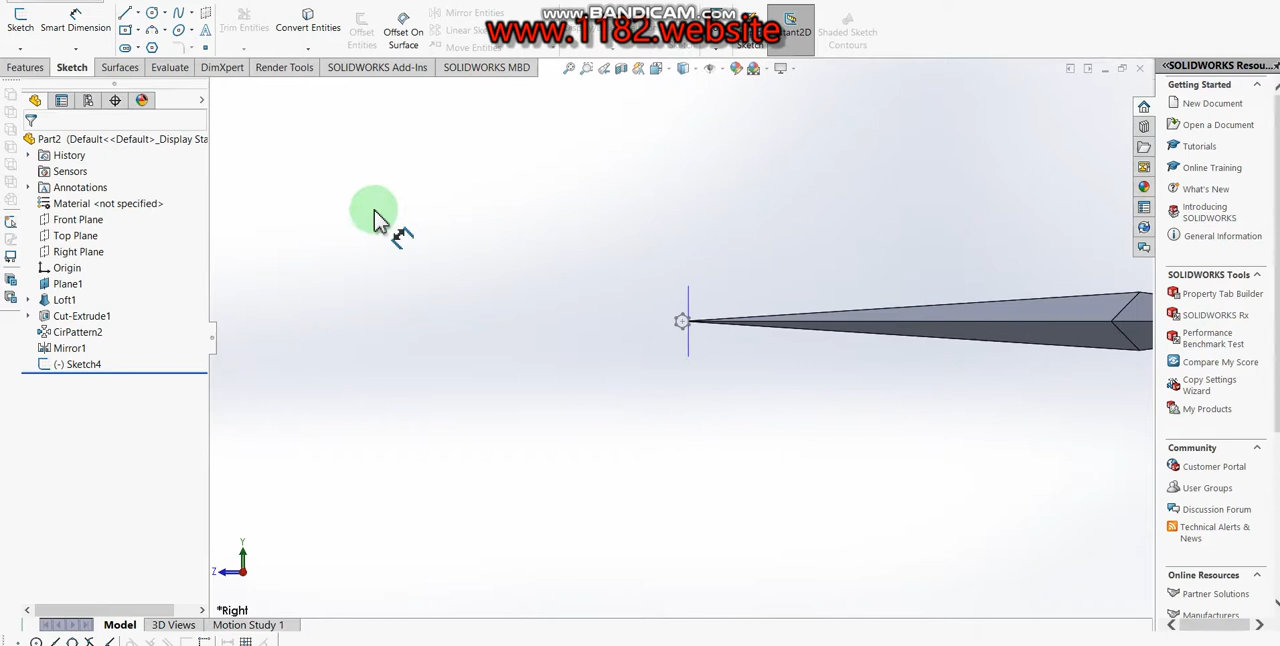 www.BANDICAM.com
www.1182.website
Sketch
Smart Dimension
Trim Entities
Convert Entities
Offset
Entities
Offset On
Surface
Mirror Entities
Move Entities
Shaded Sketch
Contours
Features
Sketch
Surfaces
Evaluate
DimXpert
Render Tools
SOLIDWORKS Add-Ins
SOLIDWORKS MBD
Part2 (Default<<Default>_Display Sta
History
Sensors
Annotations
Material <not specified>
Front Plane
Top Plane
Right Plane
Origin
Plane1
Loft1
Cut-Extrude1
CirPattern2
Mirror1
(-) Sketch4
Y
Z
*Right
Model
3D Views
Motion Study 1
SOLIDWORKS Resou...
Getting Started
New Document
Open a Document
Tutorials
Online Training
What's New
Introducing
SOLIDWORKS
General Information
SOLIDWORKS Tools
Property Tab Builder
SOLIDWORKS Rx
Performance
Benchmark Test
Compare My Score
Copy Settings
Wizard
My Products
Community
Customer Portal
User Groups
Discussion Forum
Technical Alerts &
News
Online Resources
Partner Solutions
Manufacturers